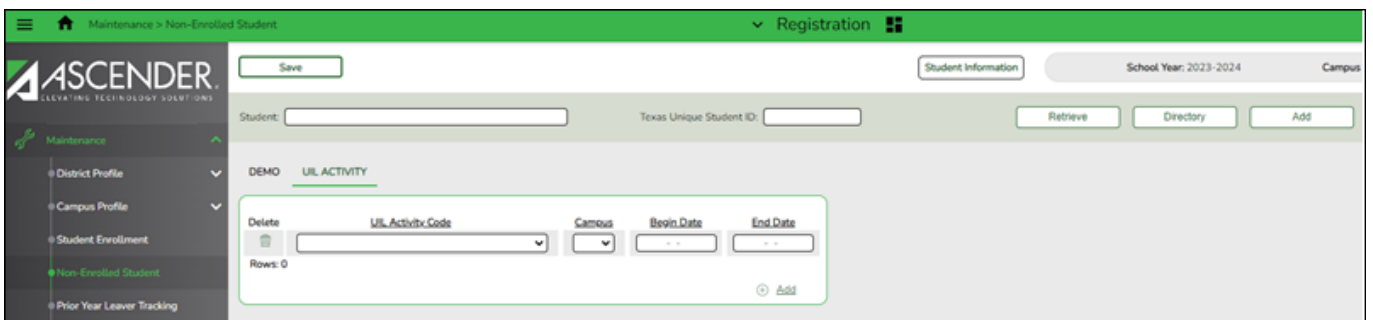 Maintenance > Non-Enrolled Student
Registration
ASCENDER.
ELEVATING TECHNOLOGY SOLUTIONS
Save
Student Information
School Year: 2023-2024
Campus
Student:
Texas Unique Student ID:
Retrieve
Directory
Add
Maintenance
District Profile
Campus Profile
Student Enrollment
Non-Enrolled Student
Prior Year Leaver Tracking
DEMO
UIL ACTIVITY
Delete
UIL Activity Code
Campus
Begin Date
End Date
- -
- -
Rows: 0
Add